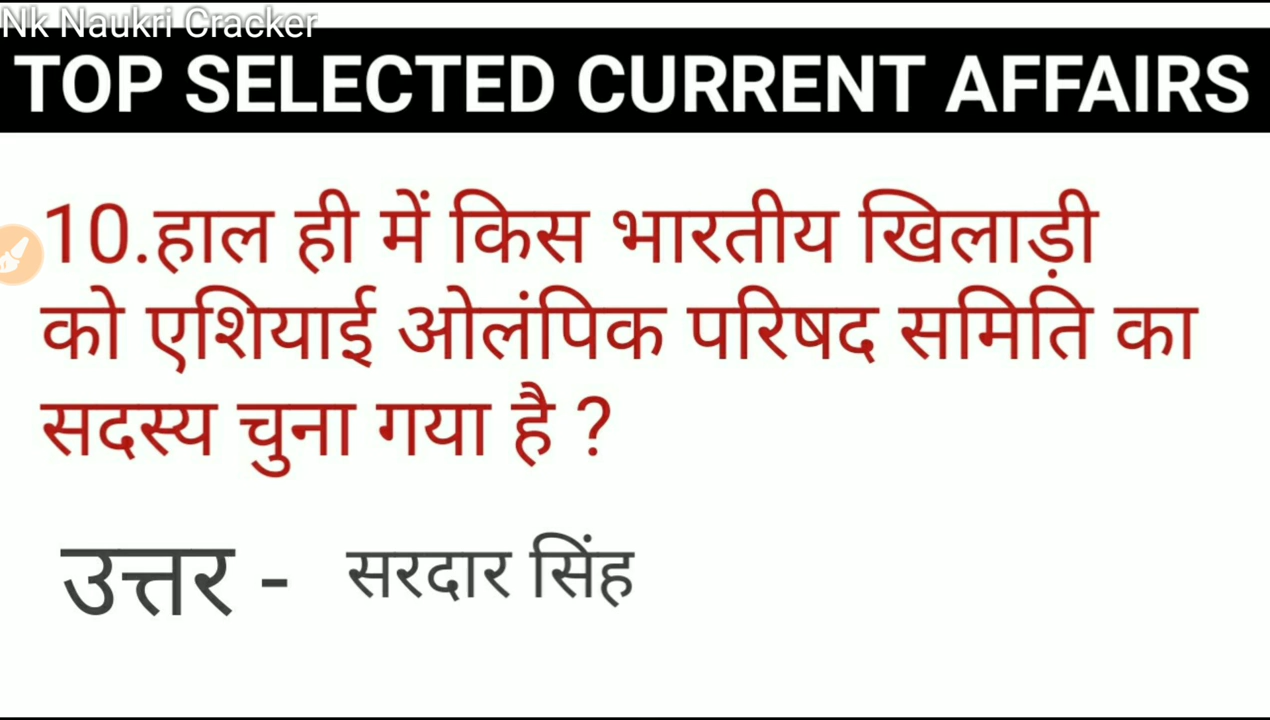 Nk Naukri Cracker
TOP SELECTED CURRENT AFFAIRS
10.हाल ही में किस भारतीय खिलाड़ी
को एशियाई ओलंपिक परिषद समिति का
सदस्य चुना गया है ?
उत्तर - सरदार सिंह